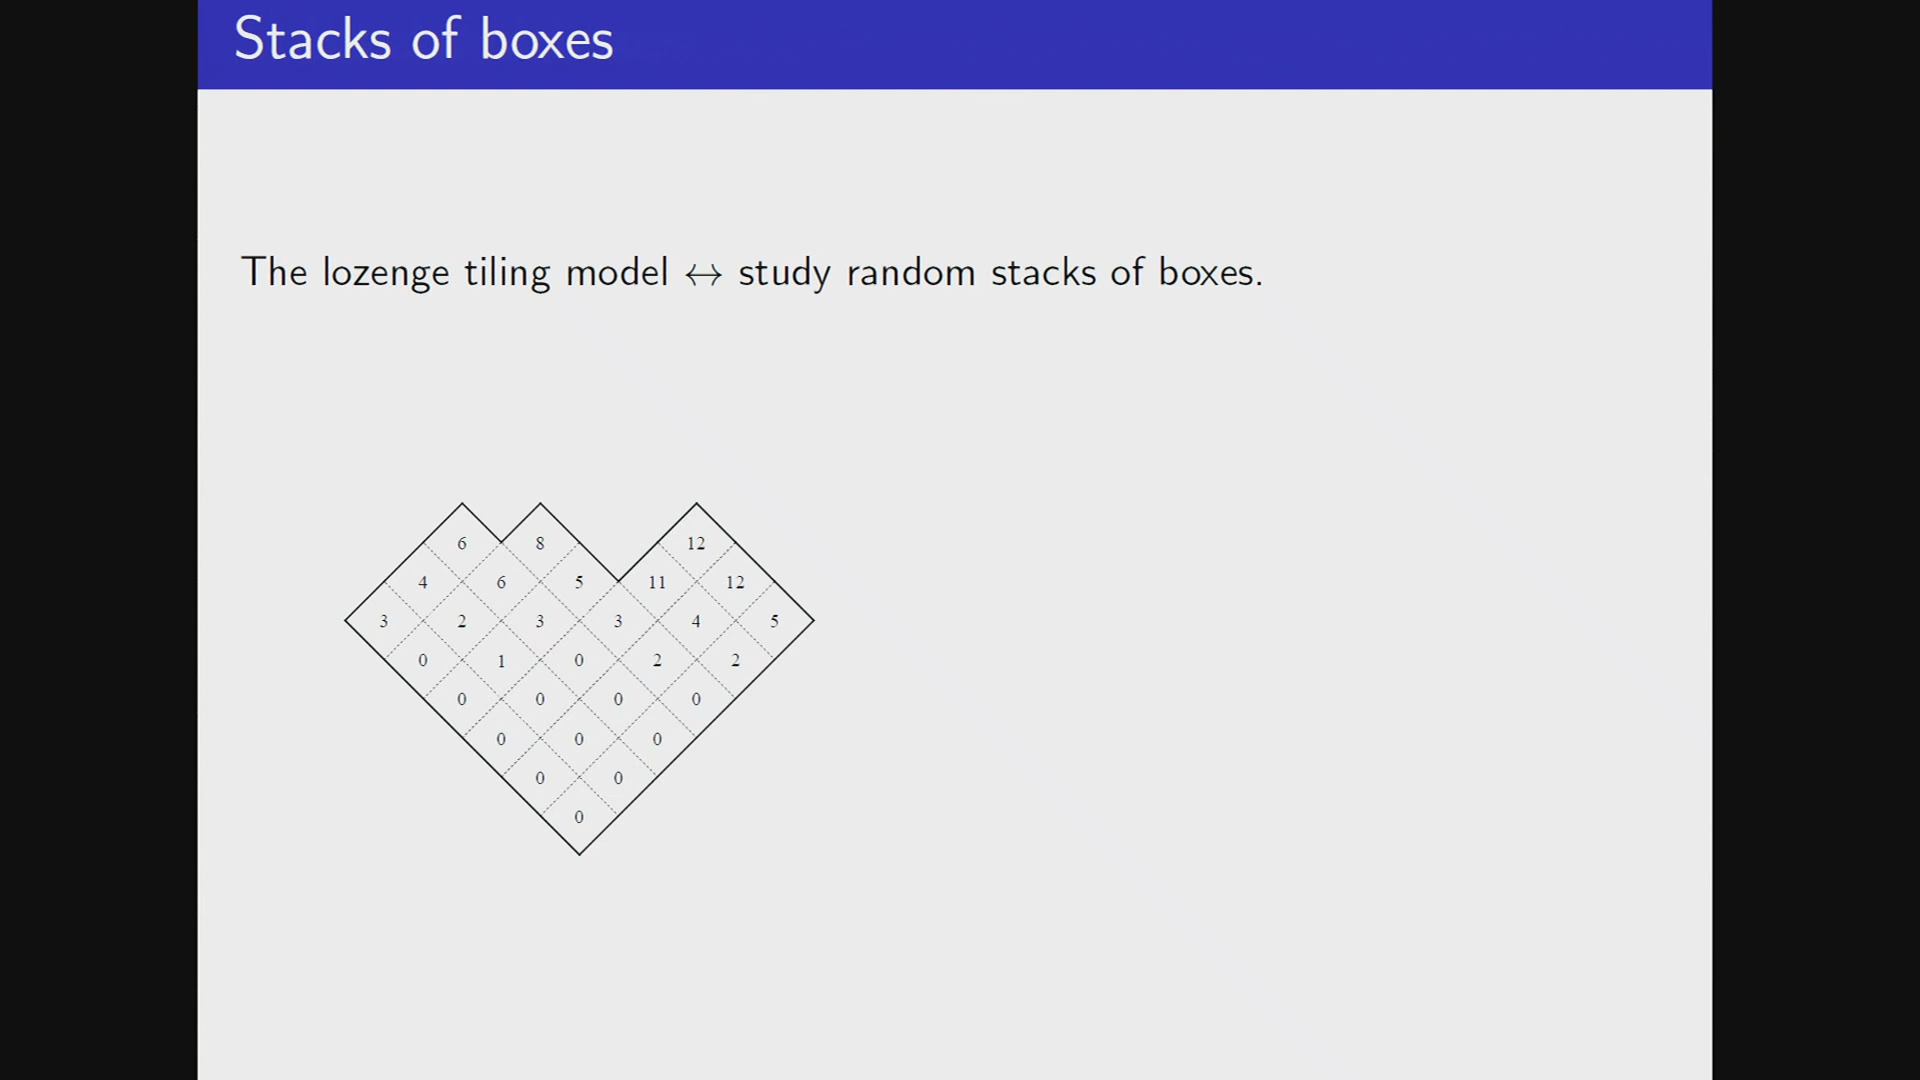 Stacks of boxes
The lozenge tiling model ↔ study random stacks of boxes.
6 8 12
4 6 5 11 12
3 2 3 3 4 5
0 1 0 2 2
0 0 0 0
0 0 0
0 0
0